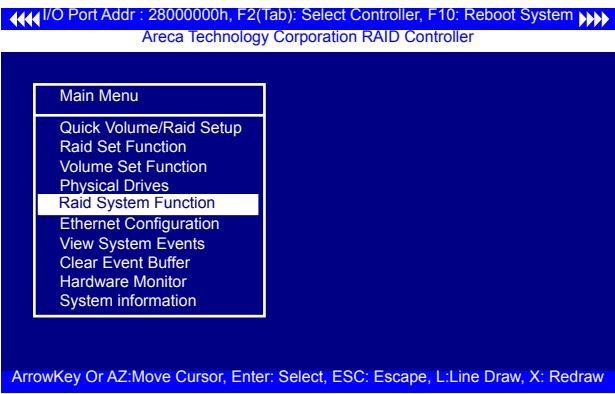 I/O Port Addr : 28000000h, F2(Tab): Select Controller, F10: Reboot System
Areca Technology Corporation RAID Controller
Main Menu
Quick Volume/Raid Setup
Raid Set Function
Volume Set Function
Physical Drives
Raid System Function
Ethernet Configuration
View System Events
Clear Event Buffer
Hardware Monitor
System information
ArrowKey Or AZ:Move Cursor, Enter: Select, ESC: Escape, L:Line Draw, X: Redraw